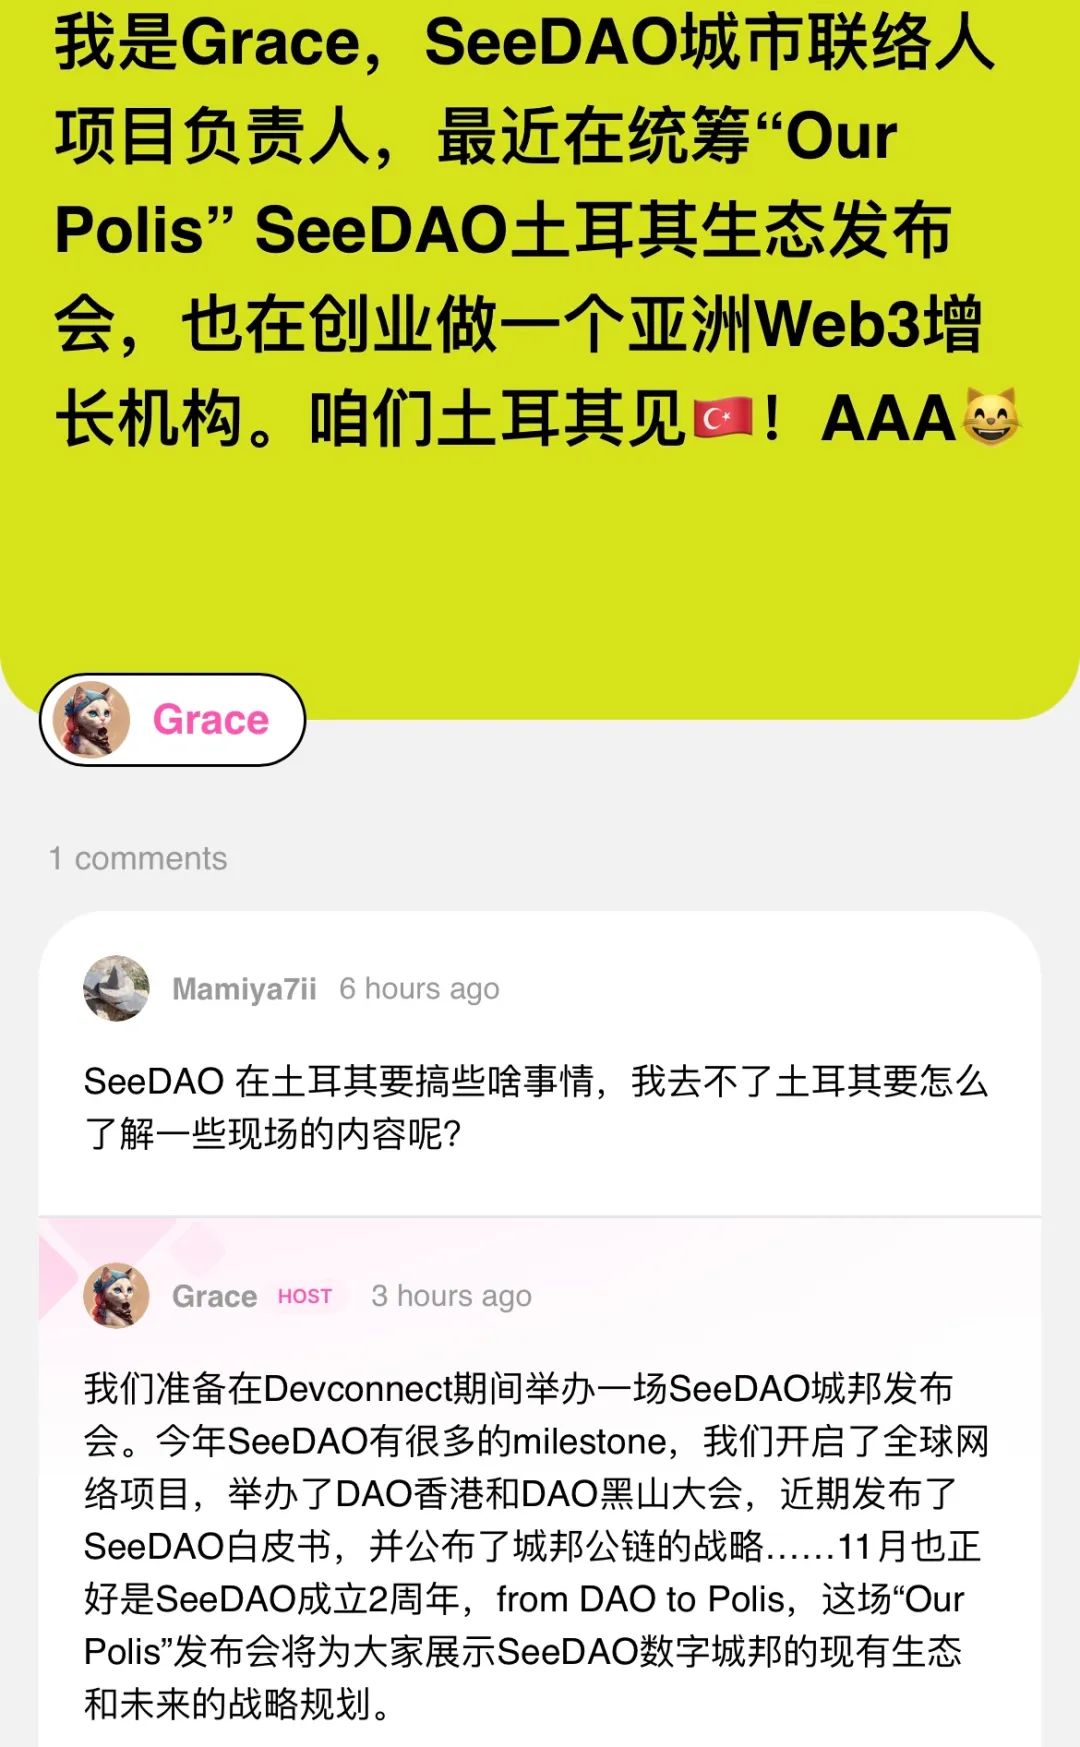 我是Grace，SeeDAO城市联络人
项目负责人，最近在统筹“Our
Polis” SeeDAO土耳其生态发布
会，也在创业做一个亚洲Web3增
长机构。咱们土耳其见🇹🇷！AAA😸
Grace
1 comments
Mamiya7ii 6 hours ago
SeeDAO 在土耳其要搞些啥事情，我去不了土耳其要怎么
了解一些现场的内容呢？
Grace HOST 3 hours ago
我们准备在Devconnect期间举办一场SeeDAO城邦发布
会。今年SeeDAO有很多的milestone，我们开启了全球网
络项目，举办了DAO香港和DAO黑山大会，近期发布了
SeeDAO白皮书，并公布了城邦公链的战略……11月也正
好是SeeDAO成立2周年，from DAO to Polis，这场“Our
Polis”发布会将为大家展示SeeDAO数字城邦的现有生态
和未来的战略规划。